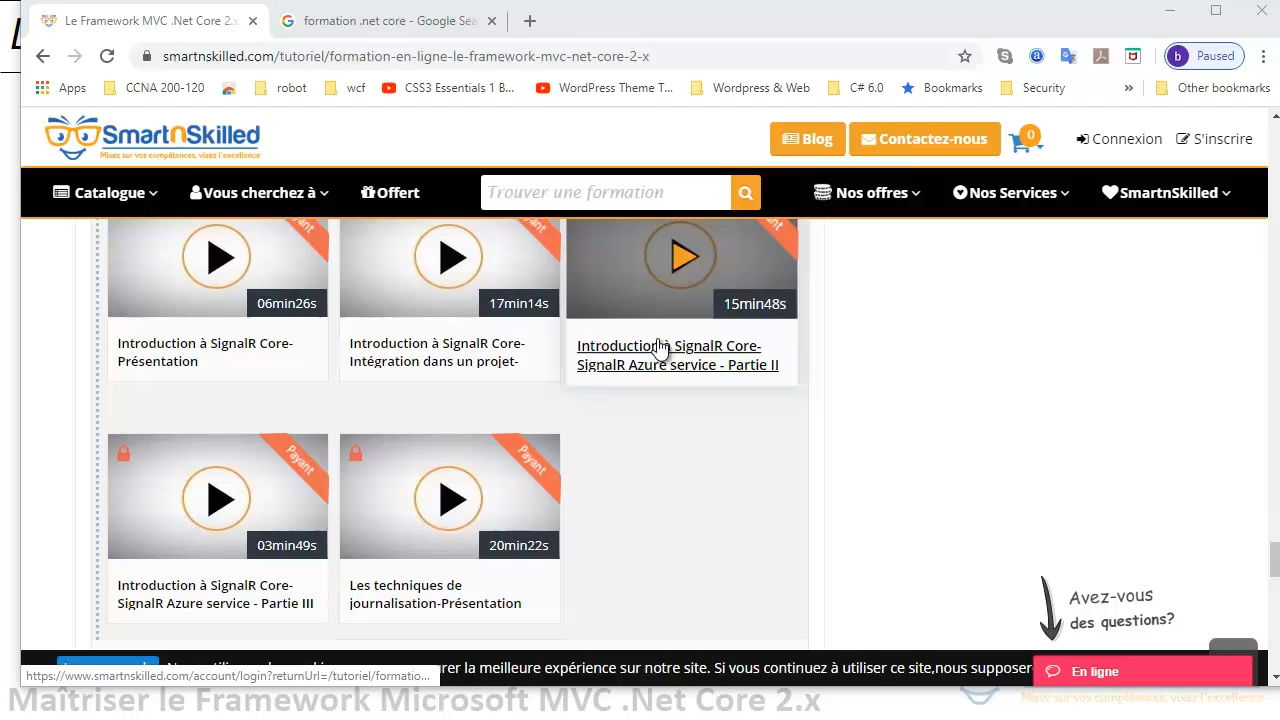 Le Framework MVC .Net Core 2.x
formation .net core - Google Sea
smartnskilled.com/tutoriel/formation-en-ligne-le-framework-mvc-net-core-2-x
b Paused
Apps CCNA 200-120 robot wcf CSS3 Essentials 1 B... WordPress Theme T... Wordpress & Web C# 6.0 Bookmarks Security » Other bookmarks
SmartnSkilled
Misez sur vos compétences, visez l'excellence
Blog Contactez-nous 0 Connexion S'inscrire
Catalogue Vous cherchez à Offert Trouver une formation Nos offres Nos Services SmartnSkilled
06min26s 17min14s 15min48s
Introduction à SignalR Core-
Présentation
Introduction à SignalR Core-
Intégration dans un projet-
Introduction à SignalR Core-
SignalR Azure service - Partie II
Payant Payant
03min49s 20min22s
Introduction à SignalR Core-
SignalR Azure service - Partie III
Les techniques de
journalisation-Présentation
Avez-vous
des questions?
rer la meilleure expérience sur notre site. Si vous continuez à utiliser ce site,nous supposer
En ligne
https://www.smartnskilled.com/account/login?returnUrl=/tutoriel/formatio...
Maîtriser le Framework Microsoft MVC .Net Core 2.x
Misez sur vos compétences, visez l'excellence